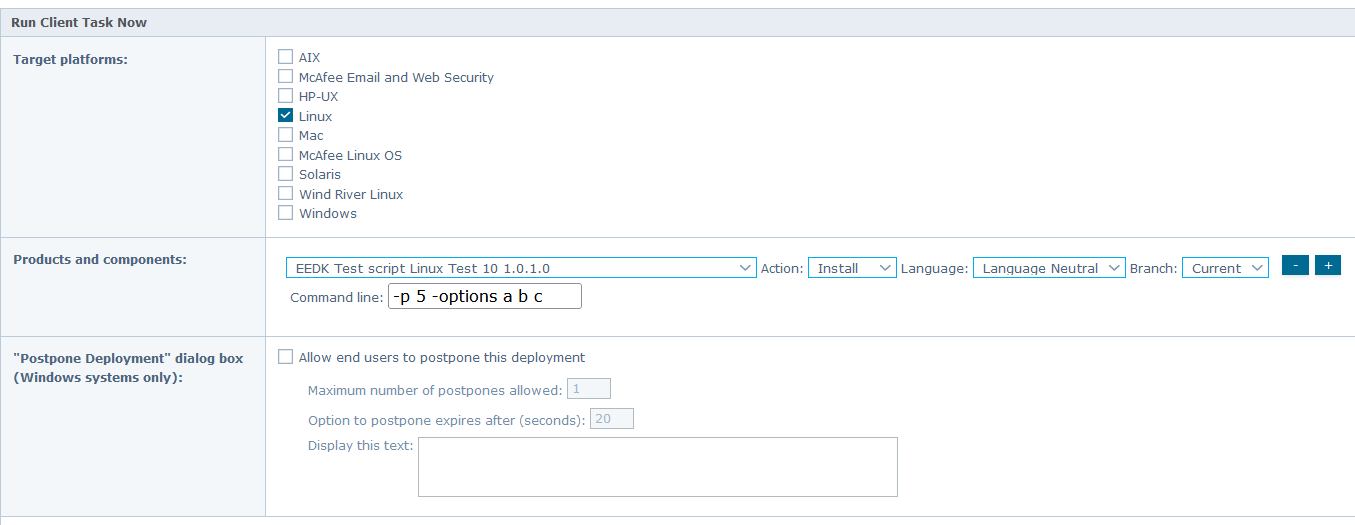 Run Client Task Now
Target platforms:
AIX
McAfee Email and Web Security
HP-UX
Linux
Mac
McAfee Linux OS
Solaris
Wind River Linux
Windows
Products and components:
EEDK Test script Linux Test 10 1.0.1.0 Action: Install Language: Language Neutral Branch: Current - +
Command line: -p 5 -options a b c
"Postpone Deployment" dialog box
(Windows systems only):
Allow end users to postpone this deployment
Maximum number of postpones allowed: 1
Option to postpone expires after (seconds): 20
Display this text: